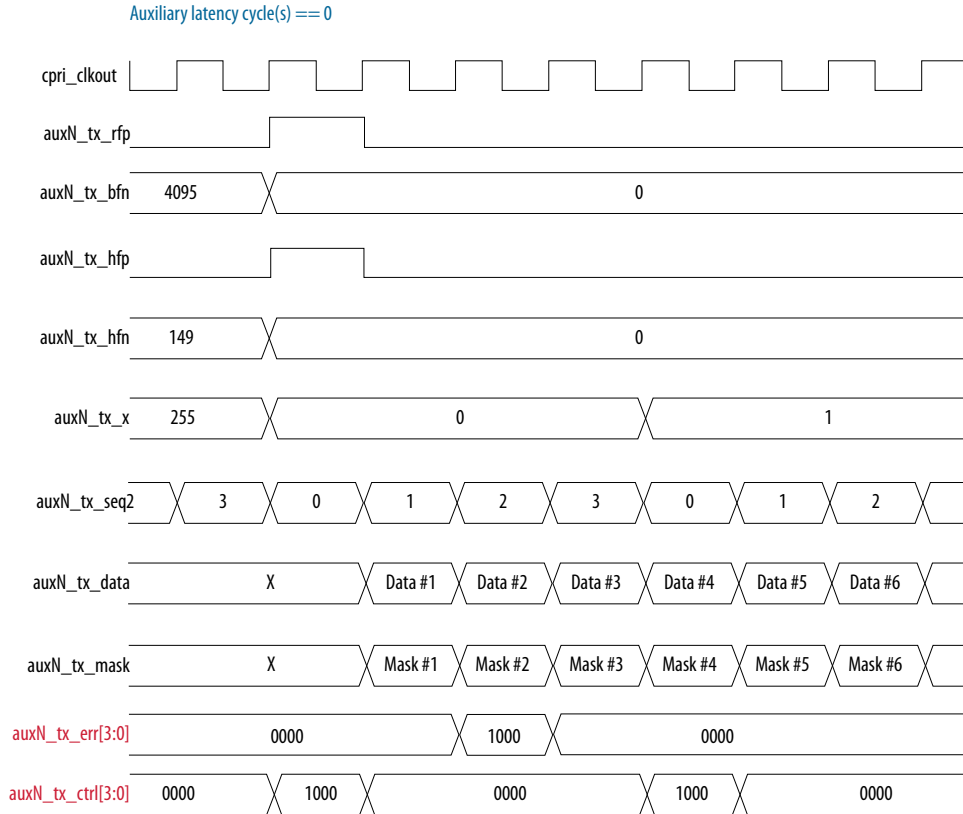 Auxiliary latency cycle(s) == 0
cpri_clkout
auxN_tx_rfp
auxN_tx_bfn 4095 0
auxN_tx_hfp
auxN_tx_hfn 149 0
auxN_tx_x 255 0 1
auxN_tx_seq 2 3 0 1 2 3 0 1 2
auxN_tx_data X Data #1 Data #2 Data #3 Data #4 Data #5 Data #6
auxN_tx_mask X Mask #1 Mask #2 Mask #3 Mask #4 Mask #5 Mask #6
auxN_tx_err[3:0] 0000 1000 0000
auxN_tx_ctrl[3:0] 0000 1000 0000 1000 0000